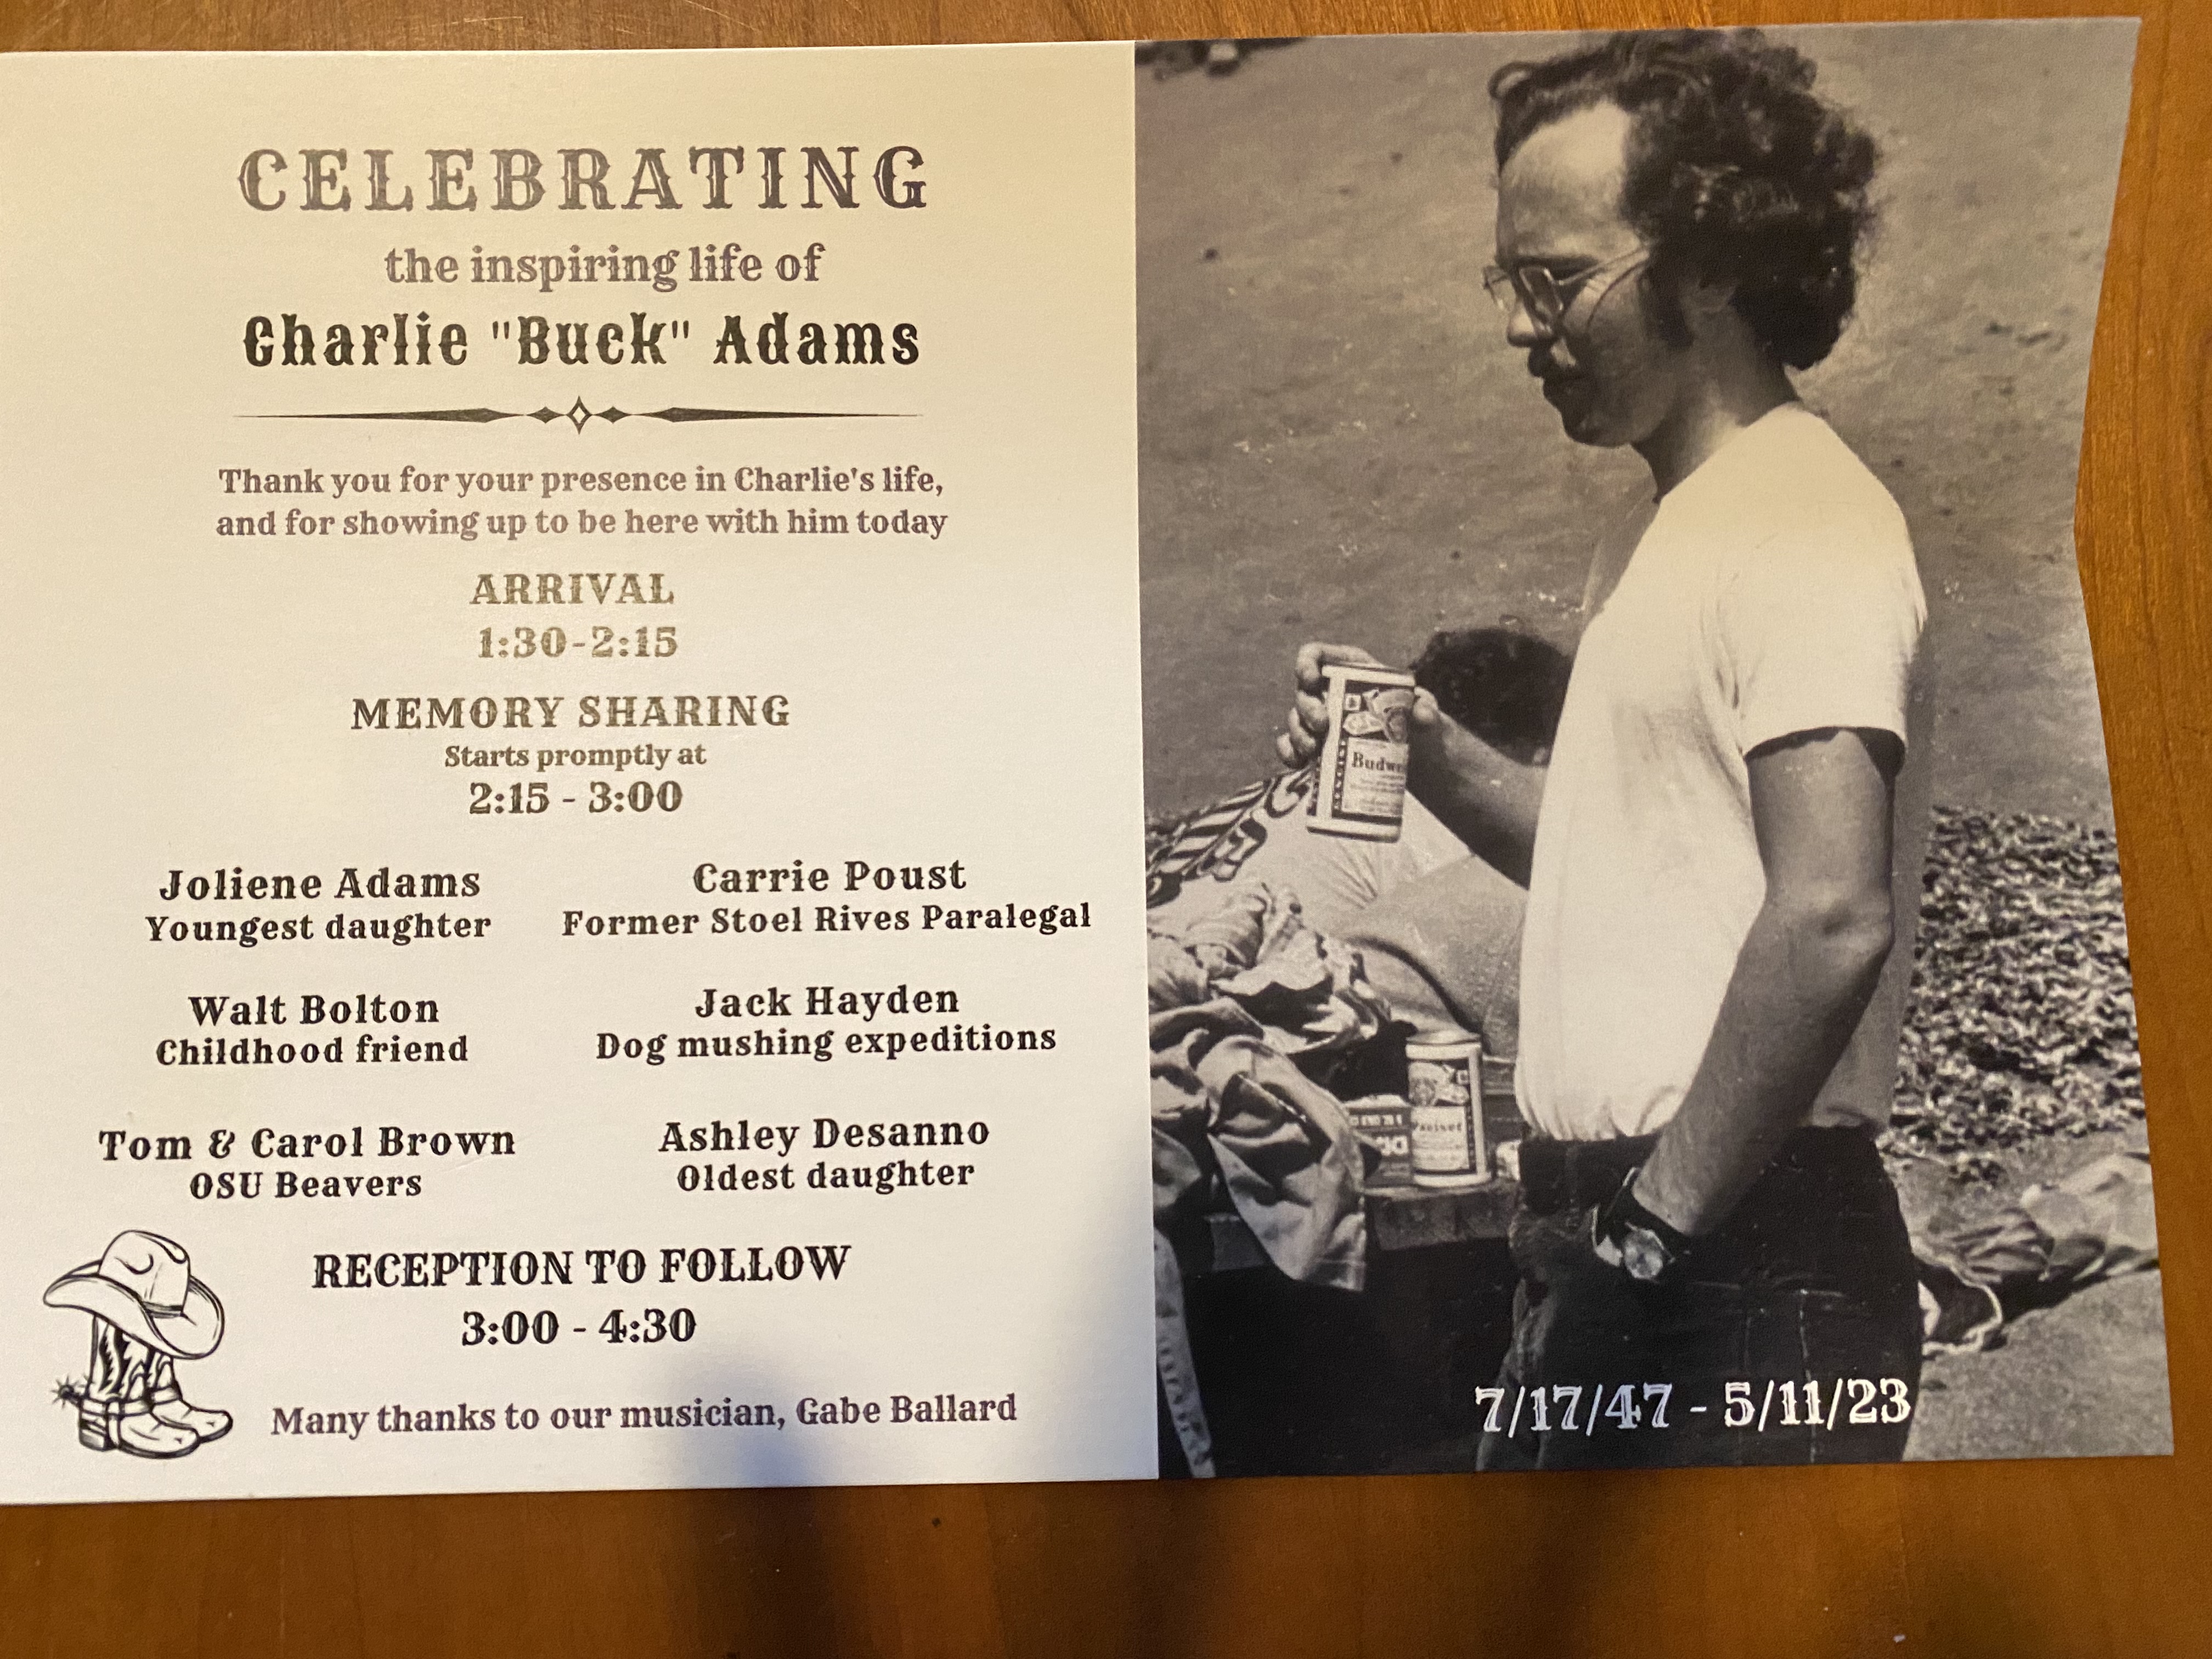 CELEBRATING
the inspiring life of
Charlie "Buck" Adams
Thank you for your presence in Charlie's life,
and for showing up to be here with him today
ARRIVAL
1:30-2:15
MEMORY SHARING
Starts promptly at
2:15 - 3:00
Joliene Adams
Youngest daughter
Carrie Poust
Former Stoel Rives Paralegal
Walt Bolton
Childhood friend
Jack Hayden
Dog mushing expeditions
Tom & Carol Brown
OSU Beavers
Ashley Desanno
Oldest daughter
RECEPTION TO FOLLOW
3:00 - 4:30
Many thanks to our musician, Gabe Ballard
Budwei
weiser
7/17/47 - 5/11/23